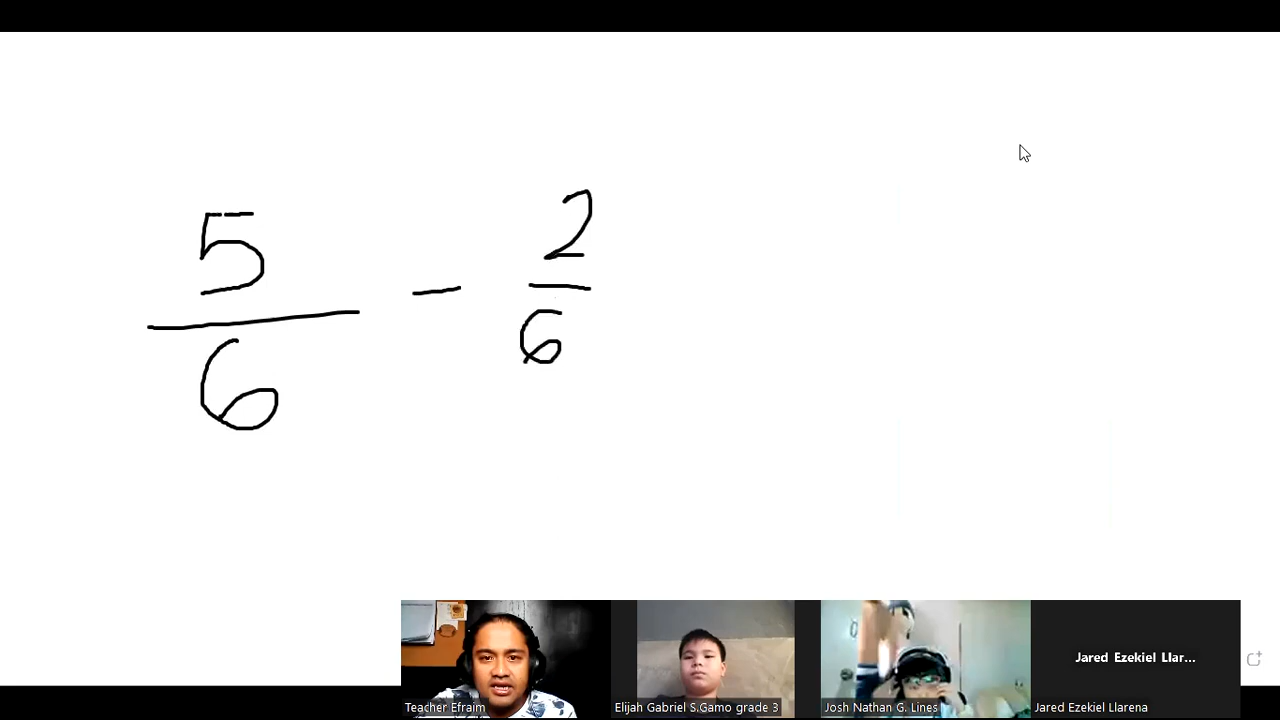 5/6 - 2/6
Jared Ezekiel Llar...
Teacher Efraim
Elijah Gabriel S.Gamo grade 3
Josh Nathan G. Lines
Jared Ezekiel Llarena